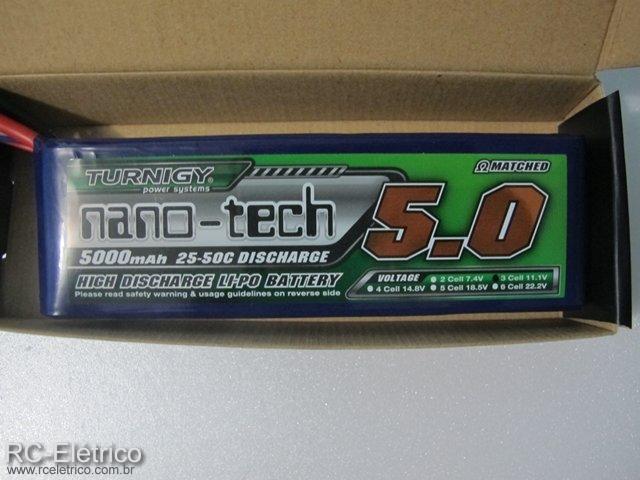 TURNIGY
power systems
Ω MATCHED
nano-tech
5.0
5000mAh 25-50C DISCHARGE
HIGH DISCHARGE LI-PO BATTERY
Please read safety warning & usage guidelines on reverse side
VOLTAGE 2 Cell 7.4V 3 Cell 11.1V
4 Cell 14.8V 5 Cell 18.5V 6 Cell 22.2V
RC-Elétrico
www.rceletrico.com.br